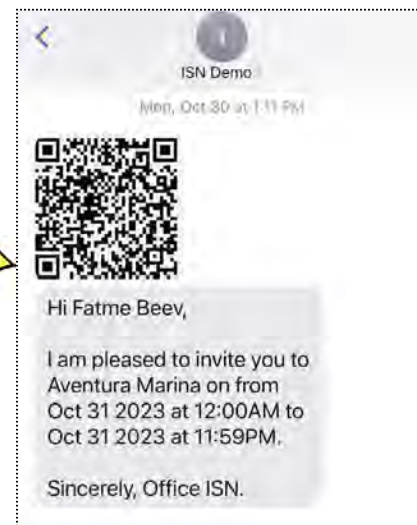 ISN Demo
Mon, Oct 30 at 1:11 PM
Hi Fatme Beev,
I am pleased to invite you to
Aventura Marina on from
Oct 31 2023 at 12:00AM to
Oct 31 2023 at 11:59PM.
Sincerely, Office ISN.